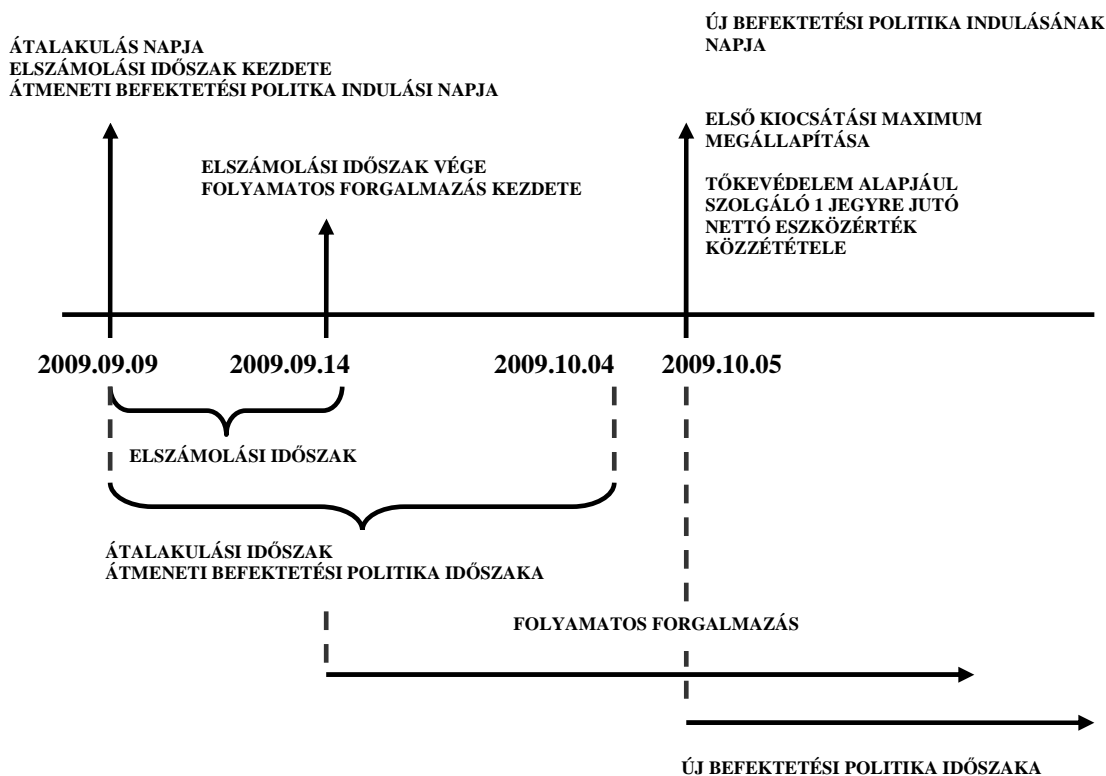 ÚJ BEFEKTETÉSI POLITIKA INDULÁSÁNAK
NAPJA
ÁTALAKULÁS NAPJA
ELSZÁMOLÁSI IDŐSZAK KEZDETE
ÁTMENETI BEFEKTETÉSI POLITKA INDULÁSI NAPJA
ELSŐ KIOCSÁTÁSI MAXIMUM
MEGÁLLAPÍTÁSA
ELSZÁMOLÁSI IDŐSZAK VÉGE
FOLYAMATOS FORGALMAZÁS KEZDETE
TŐKEVÉDELEM ALAPJÁUL
SZOLGÁLÓ 1 JEGYRE JUTÓ
NETTÓ ESZKÖZÉRTÉK
KÖZZÉTÉTELE
2009.09.09 2009.09.14 2009.10.04 2009.10.05
ELSZÁMOLÁSI IDŐSZAK
ÁTALAKULÁSI IDŐSZAK
ÁTMENETI BEFEKTETÉSI POLITIKA IDŐSZAKA
FOLYAMATOS FORGALMAZÁS
ÚJ BEFEKTETÉSI POLITIKA IDŐSZAKA